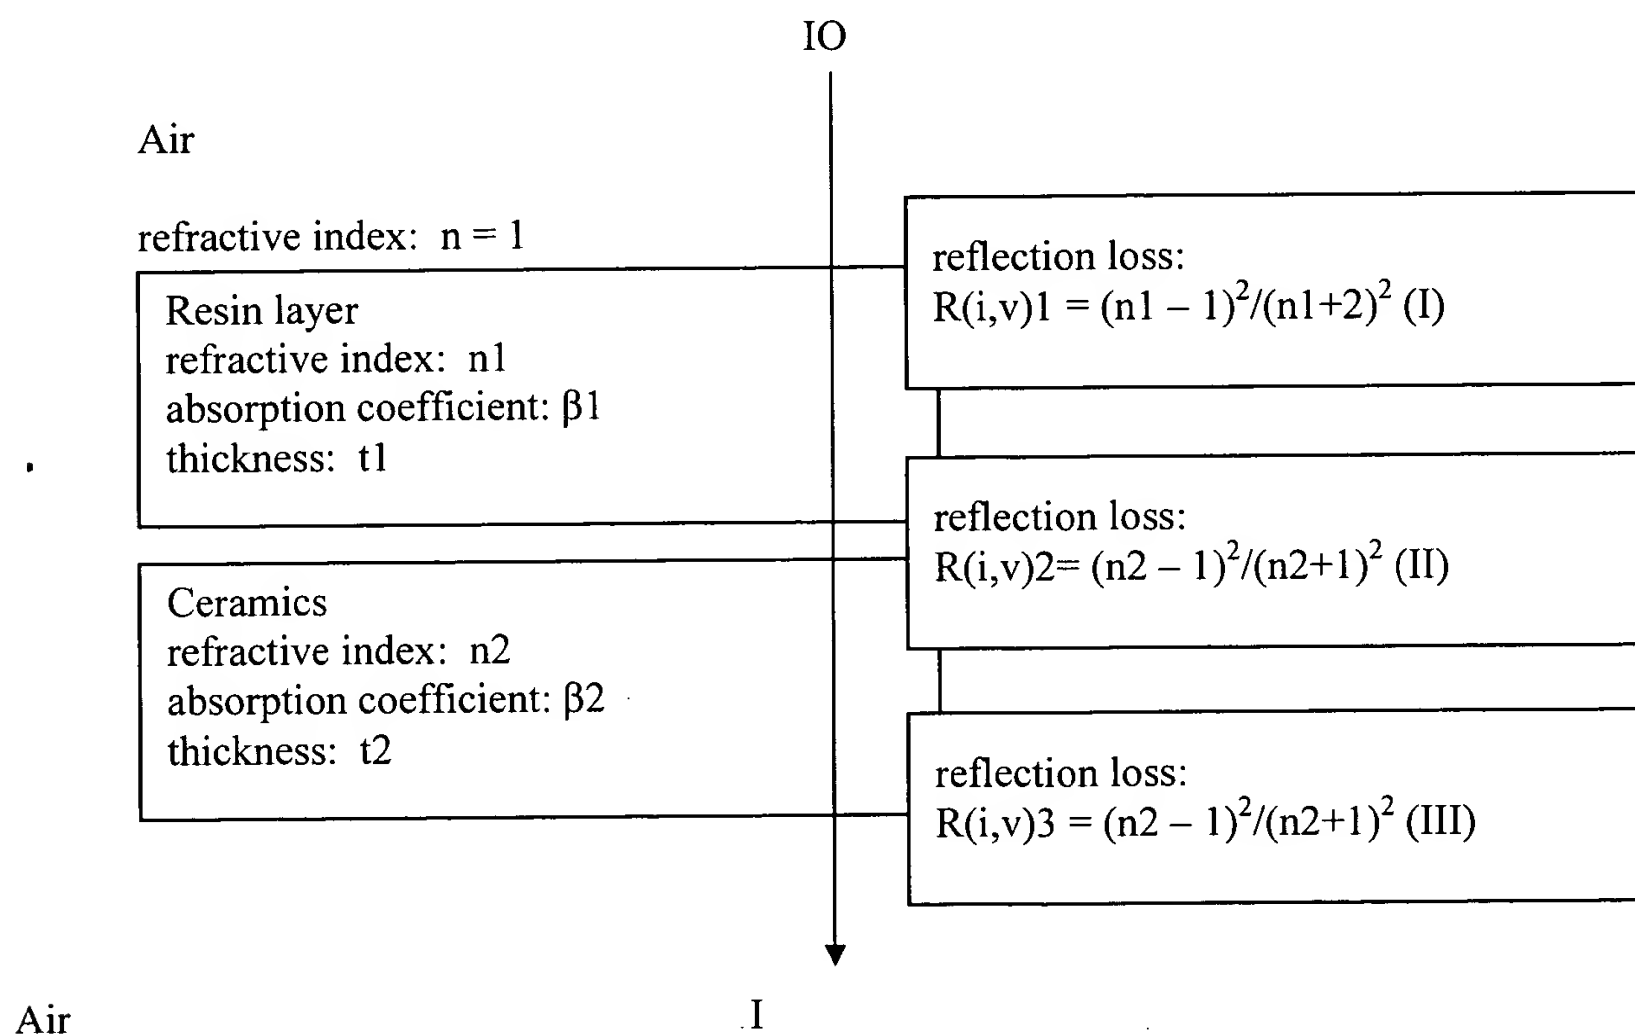 IO
Air
refractive index: n = 1
Resin layer
refractive index: n1
absorption coefficient: β1
thickness: t1
reflection loss:
R(i,v)1 = (n1 – 1)²/(n1+2)² (I)
reflection loss:
R(i,v)2= (n2 – 1)²/(n2+1)² (II)
Ceramics
refractive index: n2
absorption coefficient: β2
thickness: t2
reflection loss:
R(i,v)3 = (n2 – 1)²/(n2+1)² (III)
I
Air